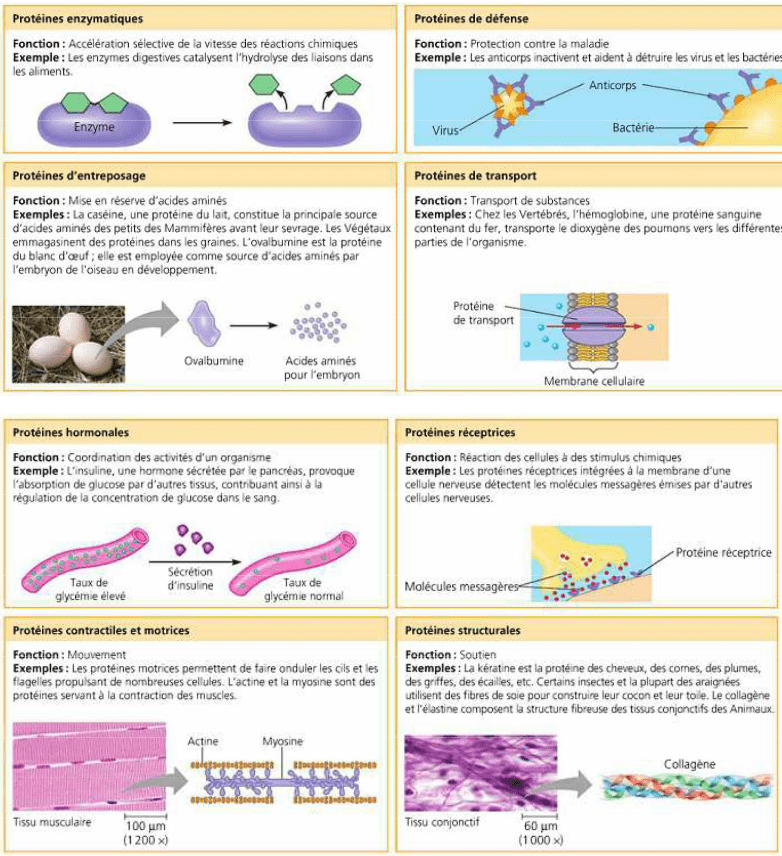 Protéines enzymatiques
Fonction : Accélération sélective de la vitesse des réactions chimiques
Exemple : Les enzymes digestives catalysent l'hydrolyse des liaisons dans
les aliments.
Enzyme
Protéines de défense
Fonction : Protection contre la maladie
Exemple : Les anticorps inactivent et aident à détruire les virus et les bactéries
Anticorps
Virus
Bactérie
Protéines d'entreposage
Fonction : Mise en réserve d'acides aminés
Exemples : La caséine, une protéine du lait, constitue la principale source
d'acides aminés des petits des Mammifères avant leur sevrage. Les Végétaux
emmagasinent des protéines dans les graines. L'ovalbumine est la protéine
du blanc d'œuf ; elle est employée comme source d'acides aminés par
l'embryon de l'oiseau en développement.
Ovalbumine
Acides aminés
pour l'embryon
Protéines de transport
Fonction : Transport de substances
Exemples : Chez les Vertébrés, l'hémoglobine, une protéine sanguine
contenant du fer, transporte le dioxygène des poumons vers les différentes
parties de l'organisme.
Protéine
de transport
Membrane cellulaire
Protéines hormonales
Fonction : Coordination des activités d'un organisme
Exemple : L'insuline, une hormone sécrétée par le pancréas, provoque
l'absorption de glucose par d'autres tissus, contribuant ainsi à la
régulation de la concentration de glucose dans le sang.
Sécrétion
d'insuline
Taux de
glycémie élevé
Taux de
glycémie normal
Protéines réceptrices
Fonction : Réaction des cellules à des stimulus chimiques
Exemple : Les protéines réceptrices intégrées à la membrane d'une
cellule nerveuse détectent les molécules messagères émises par d'autres
cellules nerveuses.
Protéine réceptrice
Molécules messagères
Protéines contractiles et motrices
Fonction : Mouvement
Exemples : Les protéines motrices permettent de faire onduler les cils et les
flagelles propulsant de nombreuses cellules. L'actine et la myosine sont des
protéines servant à la contraction des muscles.
Actine
Myosine
Tissu musculaire
100 µm
(1 200 ×)
Protéines structurales
Fonction : Soutien
Exemples : La kératine est la protéine des cheveux, des cornes, des plumes,
des griffes, des écailles, etc. Certains insectes et la plupart des araignées
utilisent des fibres de soie pour construire leur cocon et leur toile. Le collagène
et l'élastine composent la structure fibreuse des tissus conjonctifs des Animaux.
Collagène
Tissu conjonctif
60 µm
(1 000 ×)